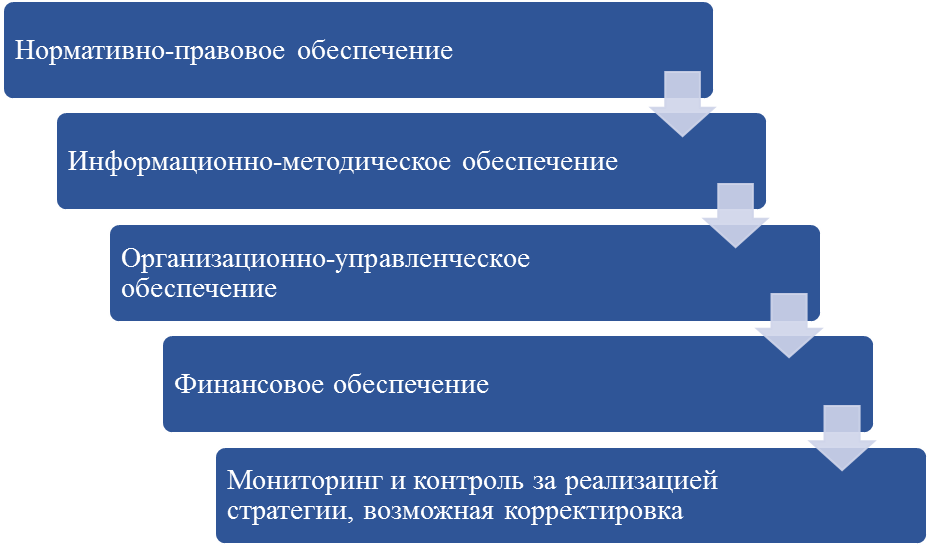 Нормативно-правовое обеспечение
Информационно-методическое обеспечение
Организационно-управленческое
обеспечение
Финансовое обеспечение
Мониторинг и контроль за реализацией
стратегии, возможная корректировка